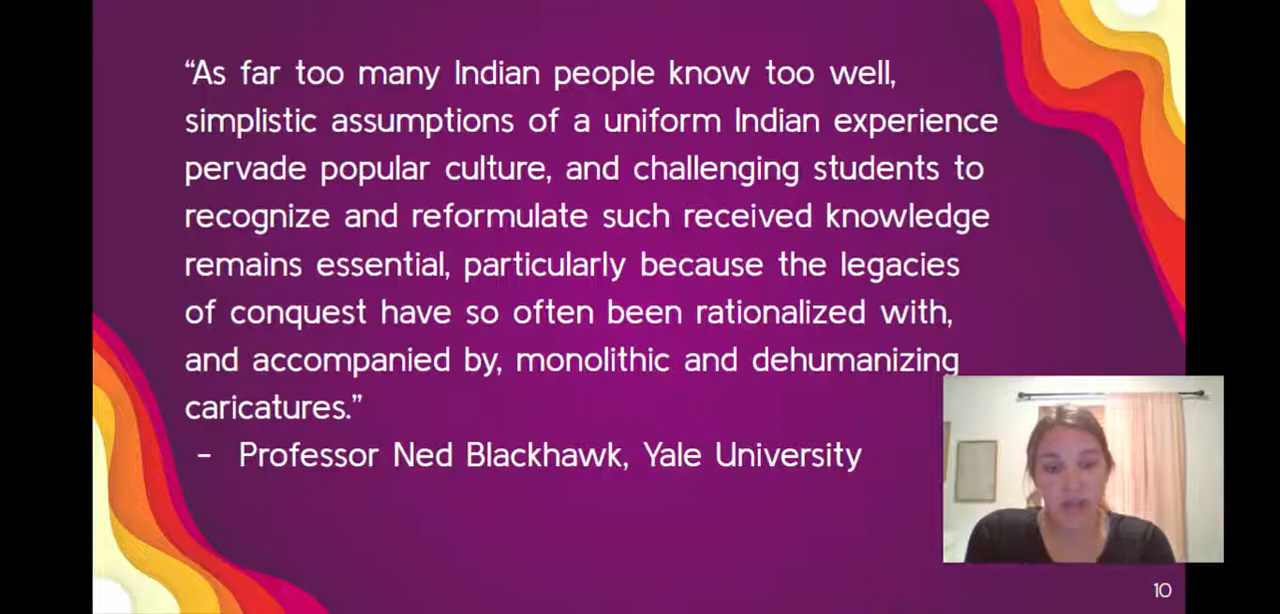 “As far too many Indian people know too well,
simplistic assumptions of a uniform Indian experience
pervade popular culture, and challenging students to
recognize and reformulate such received knowledge
remains essential, particularly because the legacies
of conquest have so often been rationalized with,
and accompanied by, monolithic and dehumanizing
caricatures.”
- Professor Ned Blackhawk, Yale University
10